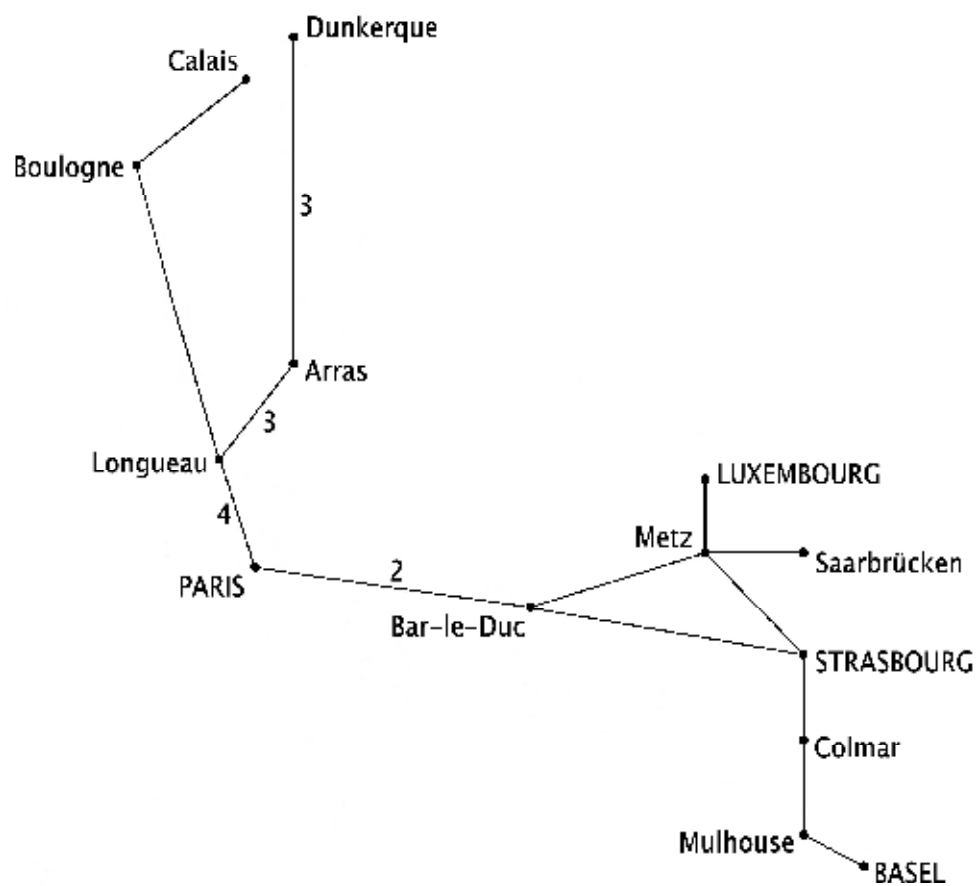 Dunkerque
Calais
Boulogne
3
Arras
3
Longueau
4
PARIS
2
Bar-le-Duc
LUXEMBOURG
Metz
Saarbrücken
STRASBOURG
Colmar
Mulhouse
BASEL